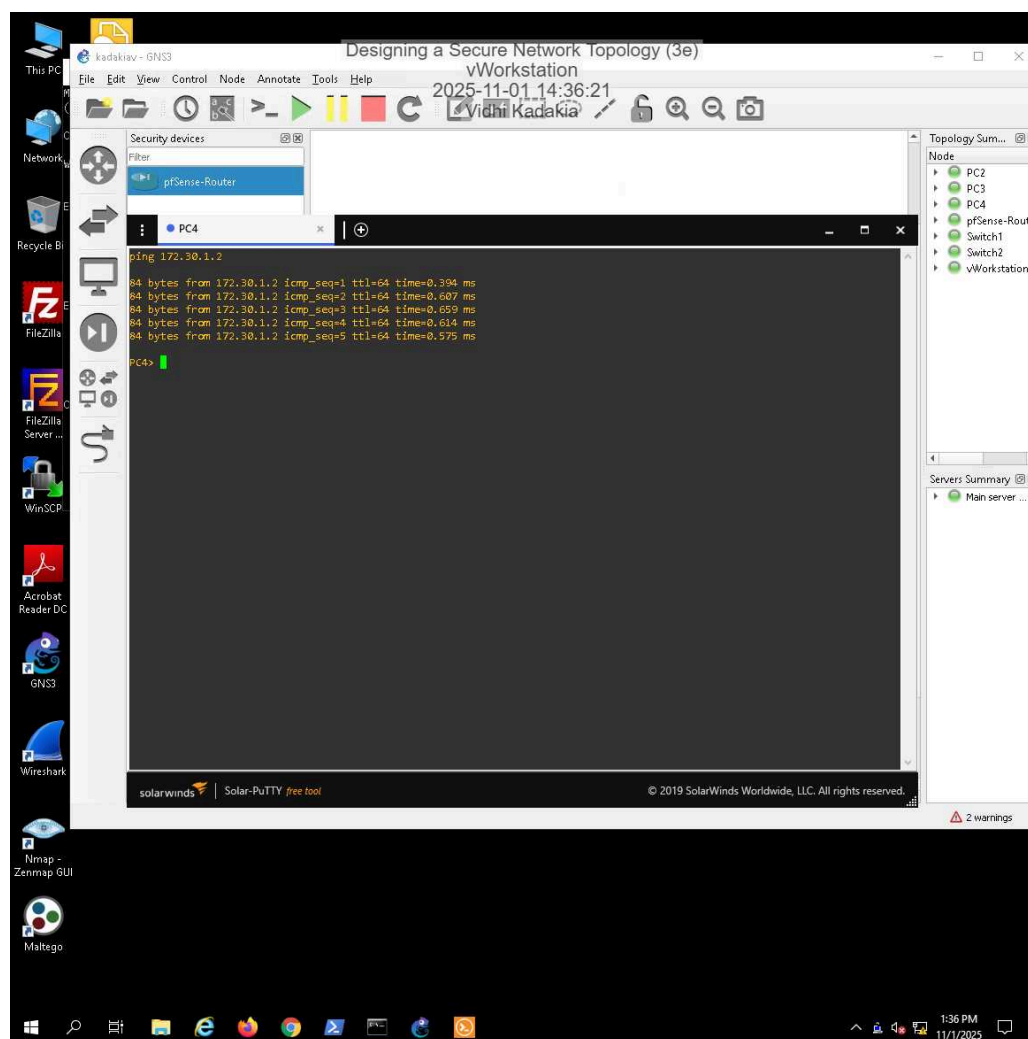 Designing a Secure Network Topology (3e)
vWorkstation
2025-11-01 14:36:21
Vidhi Kadakia
kadakiav - GNS3
File Edit View Control Node Annotate Tools Help
Security devices
Filter
pfSense-Router
PC4
ping 172.30.1.2
84 bytes from 172.30.1.2 icmp_seq=1 ttl=64 time=0.394 ms
84 bytes from 172.30.1.2 icmp_seq=2 ttl=64 time=0.607 ms
84 bytes from 172.30.1.2 icmp_seq=3 ttl=64 time=0.659 ms
84 bytes from 172.30.1.2 icmp_seq=4 ttl=64 time=0.614 ms
84 bytes from 172.30.1.2 icmp_seq=5 ttl=64 time=0.575 ms
PC4>
solarwinds Solar-PuTTY free tool
© 2019 SolarWinds Worldwide, LLC. All rights reserved.
Topology Sum...
Node
PC2
PC3
PC4
pfSense-Rout
Switch1
Switch2
vWorkstation
Servers Summary
Main server ...
2 warnings
This PC
Network
Recycle Bi
FileZilla
FileZilla
Server ...
WinSCP
Acrobat
Reader DC
GNS3
Wireshark
Nmap -
Zenmap GUI
Maltego
1:36 PM
11/1/2025